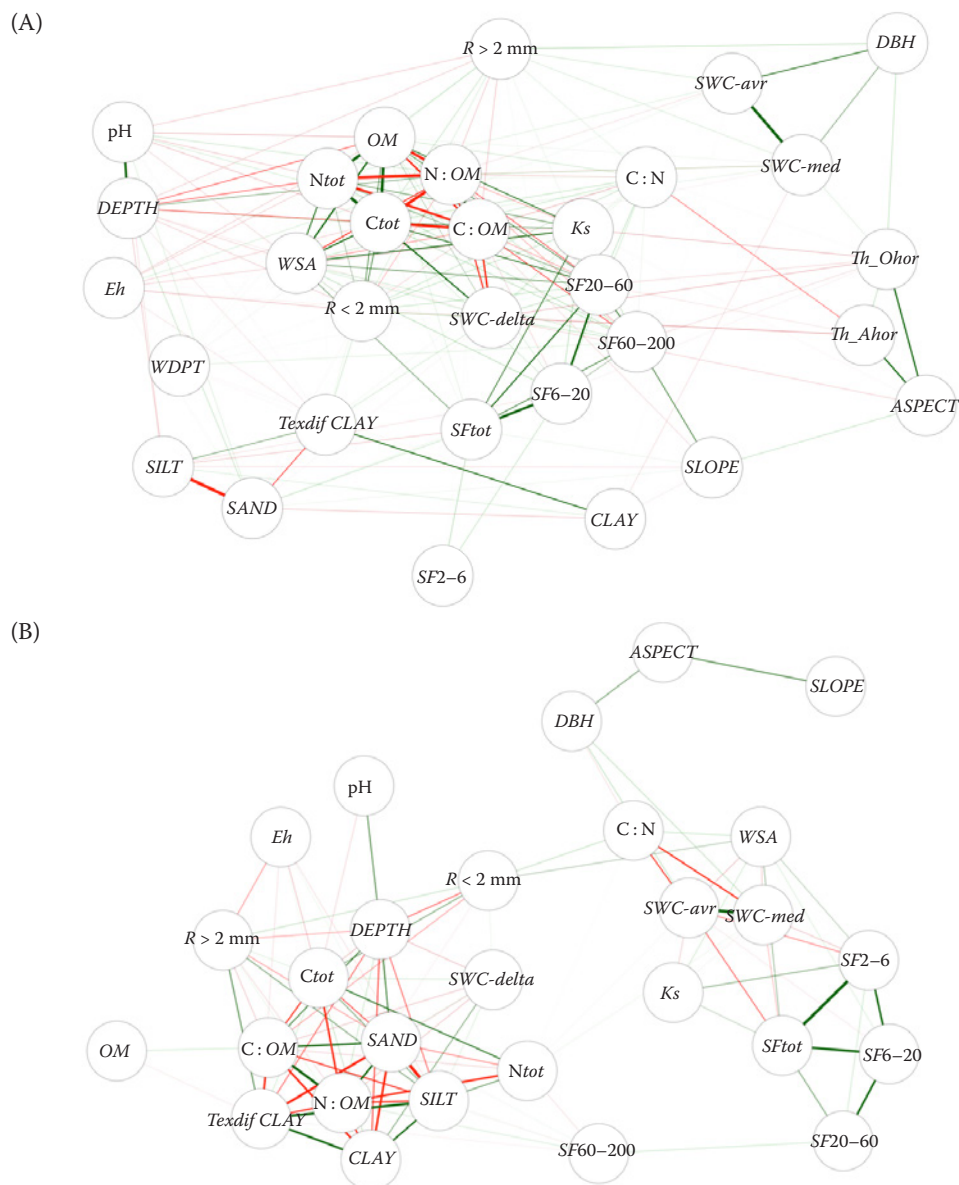 (A)
R > 2 mm
DBH
SWC-avr
pH
OM
SWC-med
Ntot
N : OM
C : N
DEPTH
Ctot
C : OM
Ks
WSA
Th_Ohor
Eh
SF20–60
R < 2 mm
SWC-delta
Th_Ahor
SF60–200
WDPT
SF6–20
ASPECT
Texdif CLAY
SFtot
SILT
SLOPE
SAND
CLAY
SF2–6
(B)
ASPECT
SLOPE
DBH
pH
Eh
C : N
WSA
R < 2 mm
SWC-avr
SWC-med
R > 2 mm
DEPTH
SF2–6
Ctot
SWC-delta
Ks
OM
C : OM
SAND
SFtot
SF6–20
Ntot
Texdif CLAY
N : OM
SILT
CLAY
SF60–200
SF20–60